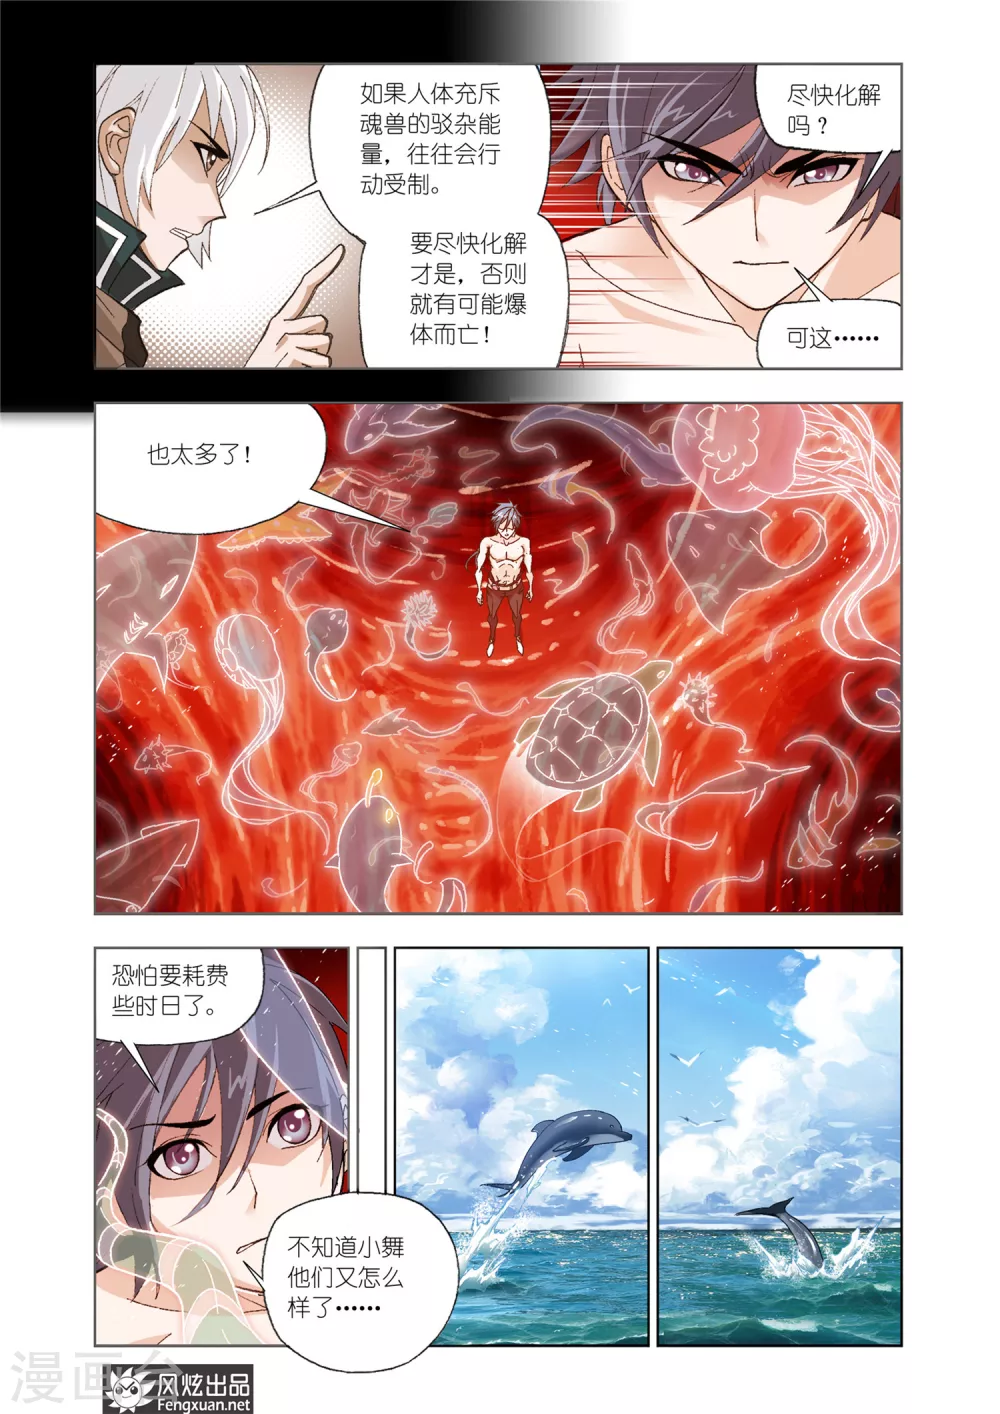 如果人体充斥
魂兽的驳杂能
量，往往会行
动受制。
要尽快化解
才是，否则
就有可能爆
体而亡！
尽快化解
吗？
可这……
也太多了！
恐怕要耗费
些时日了。
不知道小舞
他们又怎么
样了……
漫画台
风炫出品
Fengxuan.net